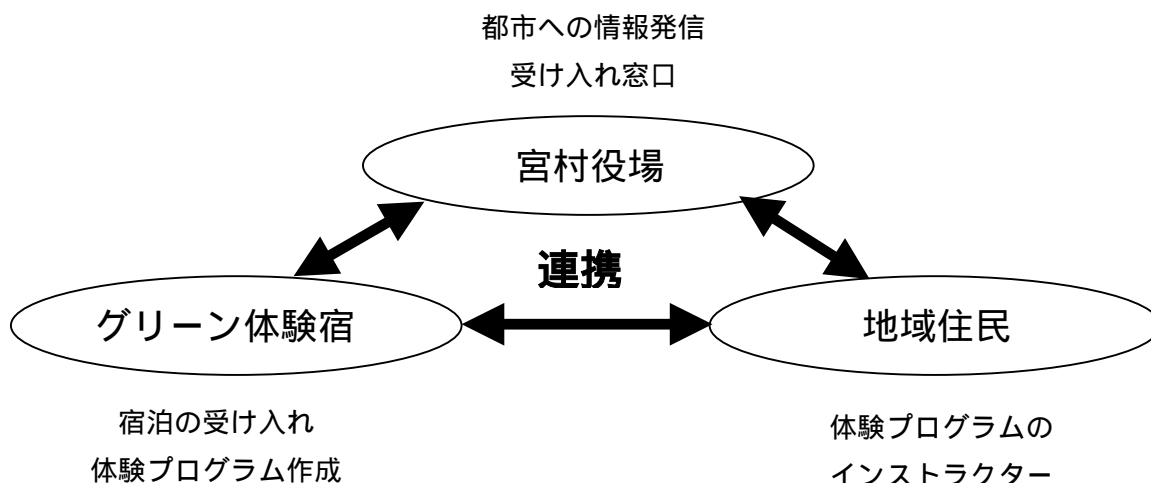 都市への情報発信
受け入れ窓口
宮村役場
連携
グリーン体験宿
地域住民
宿泊の受け入れ
体験プログラム作成
体験プログラムの
インストラクター